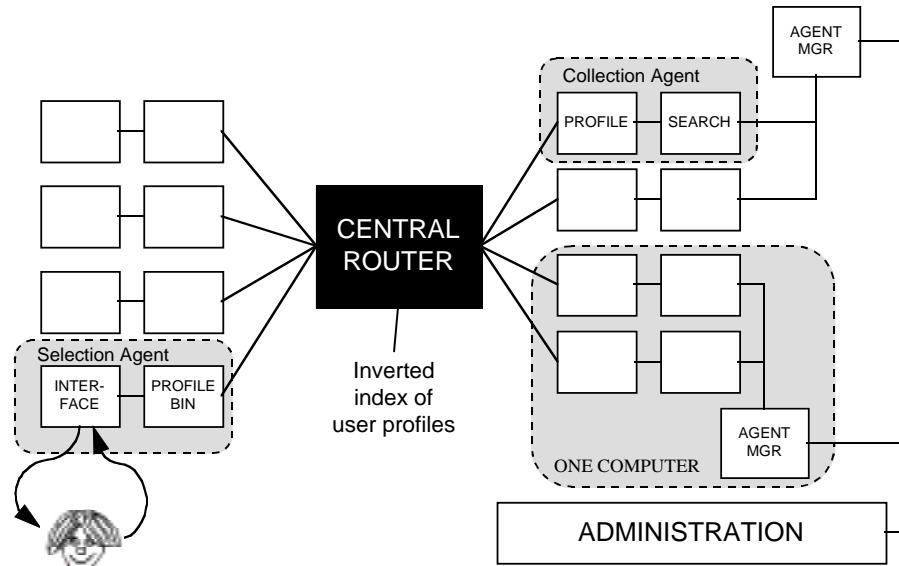 AGENT
MGR
Collection Agent
PROFILE
SEARCH
CENTRAL
ROUTER
Selection Agent
INTER-
FACE
PROFILE
BIN
Inverted
index of
user profiles
AGENT
MGR
ONE COMPUTER
ADMINISTRATION